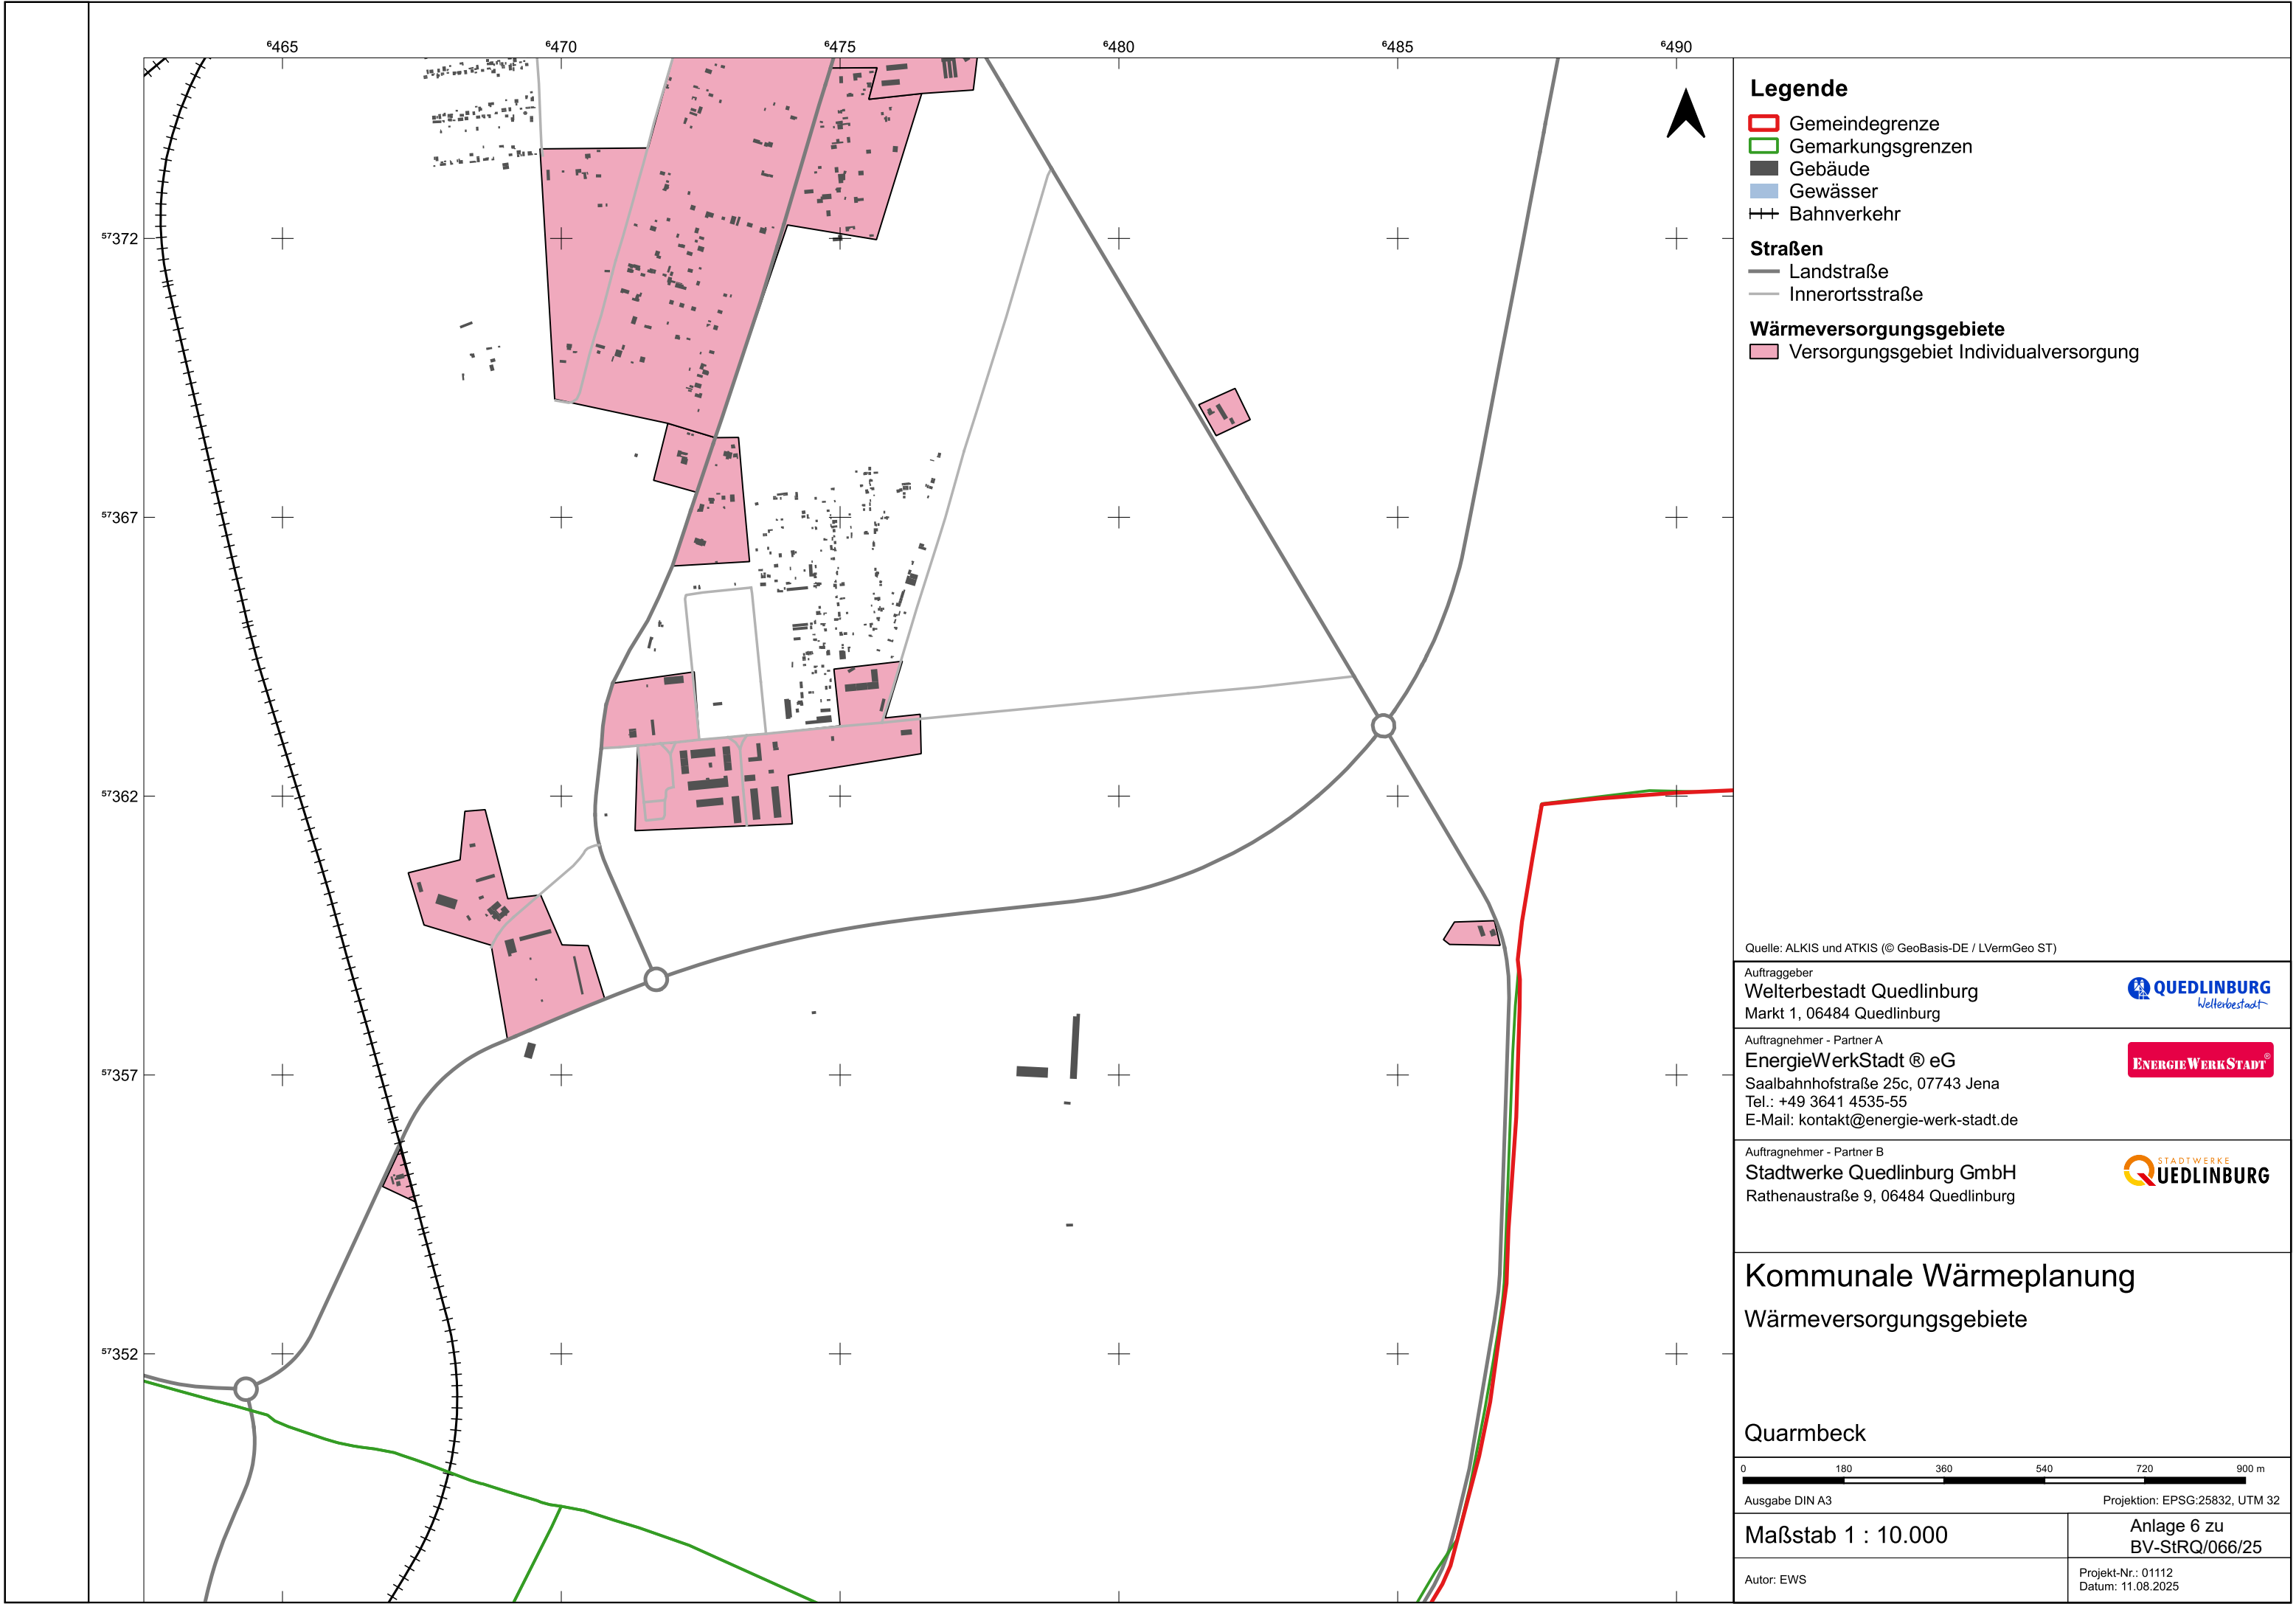 ⁶465 ⁶470 ⁶475 ⁶480 ⁶485 ⁶490
⁵⁷372
⁵⁷367
⁵⁷362
⁵⁷357
⁵⁷352
Legende
Gemeindegrenze
Gemarkungsgrenzen
Gebäude
Gewässer
Bahnverkehr
Straßen
Landstraße
Innerortsstraße
Wärmeversorgungsgebiete
Versorgungsgebiet Individualversorgung
Quelle: ALKIS und ATKIS (© GeoBasis-DE / LVermGeo ST)
Auftraggeber
Welterbestadt Quedlinburg
Markt 1, 06484 Quedlinburg
QUEDLINBURG
Welterbestadt
Auftragnehmer - Partner A
EnergieWerkStadt ® eG
Saalbahnhofstraße 25c, 07743 Jena
Tel.: +49 3641 4535-55
E-Mail: kontakt@energie-werk-stadt.de
ENERGIEWERKSTADT®
Auftragnehmer - Partner B
Stadtwerke Quedlinburg GmbH
Rathenaustraße 9, 06484 Quedlinburg
STADTWERKE
QUEDLINBURG
Kommunale Wärmeplanung
Wärmeversorgungsgebiete
Quarmbeck
0 180 360 540 720 900 m
Ausgabe DIN A3 Projektion: EPSG:25832, UTM 32
Maßstab 1 : 10.000
Anlage 6 zu
BV-StRQ/066/25
Autor: EWS
Projekt-Nr.: 01112
Datum: 11.08.2025